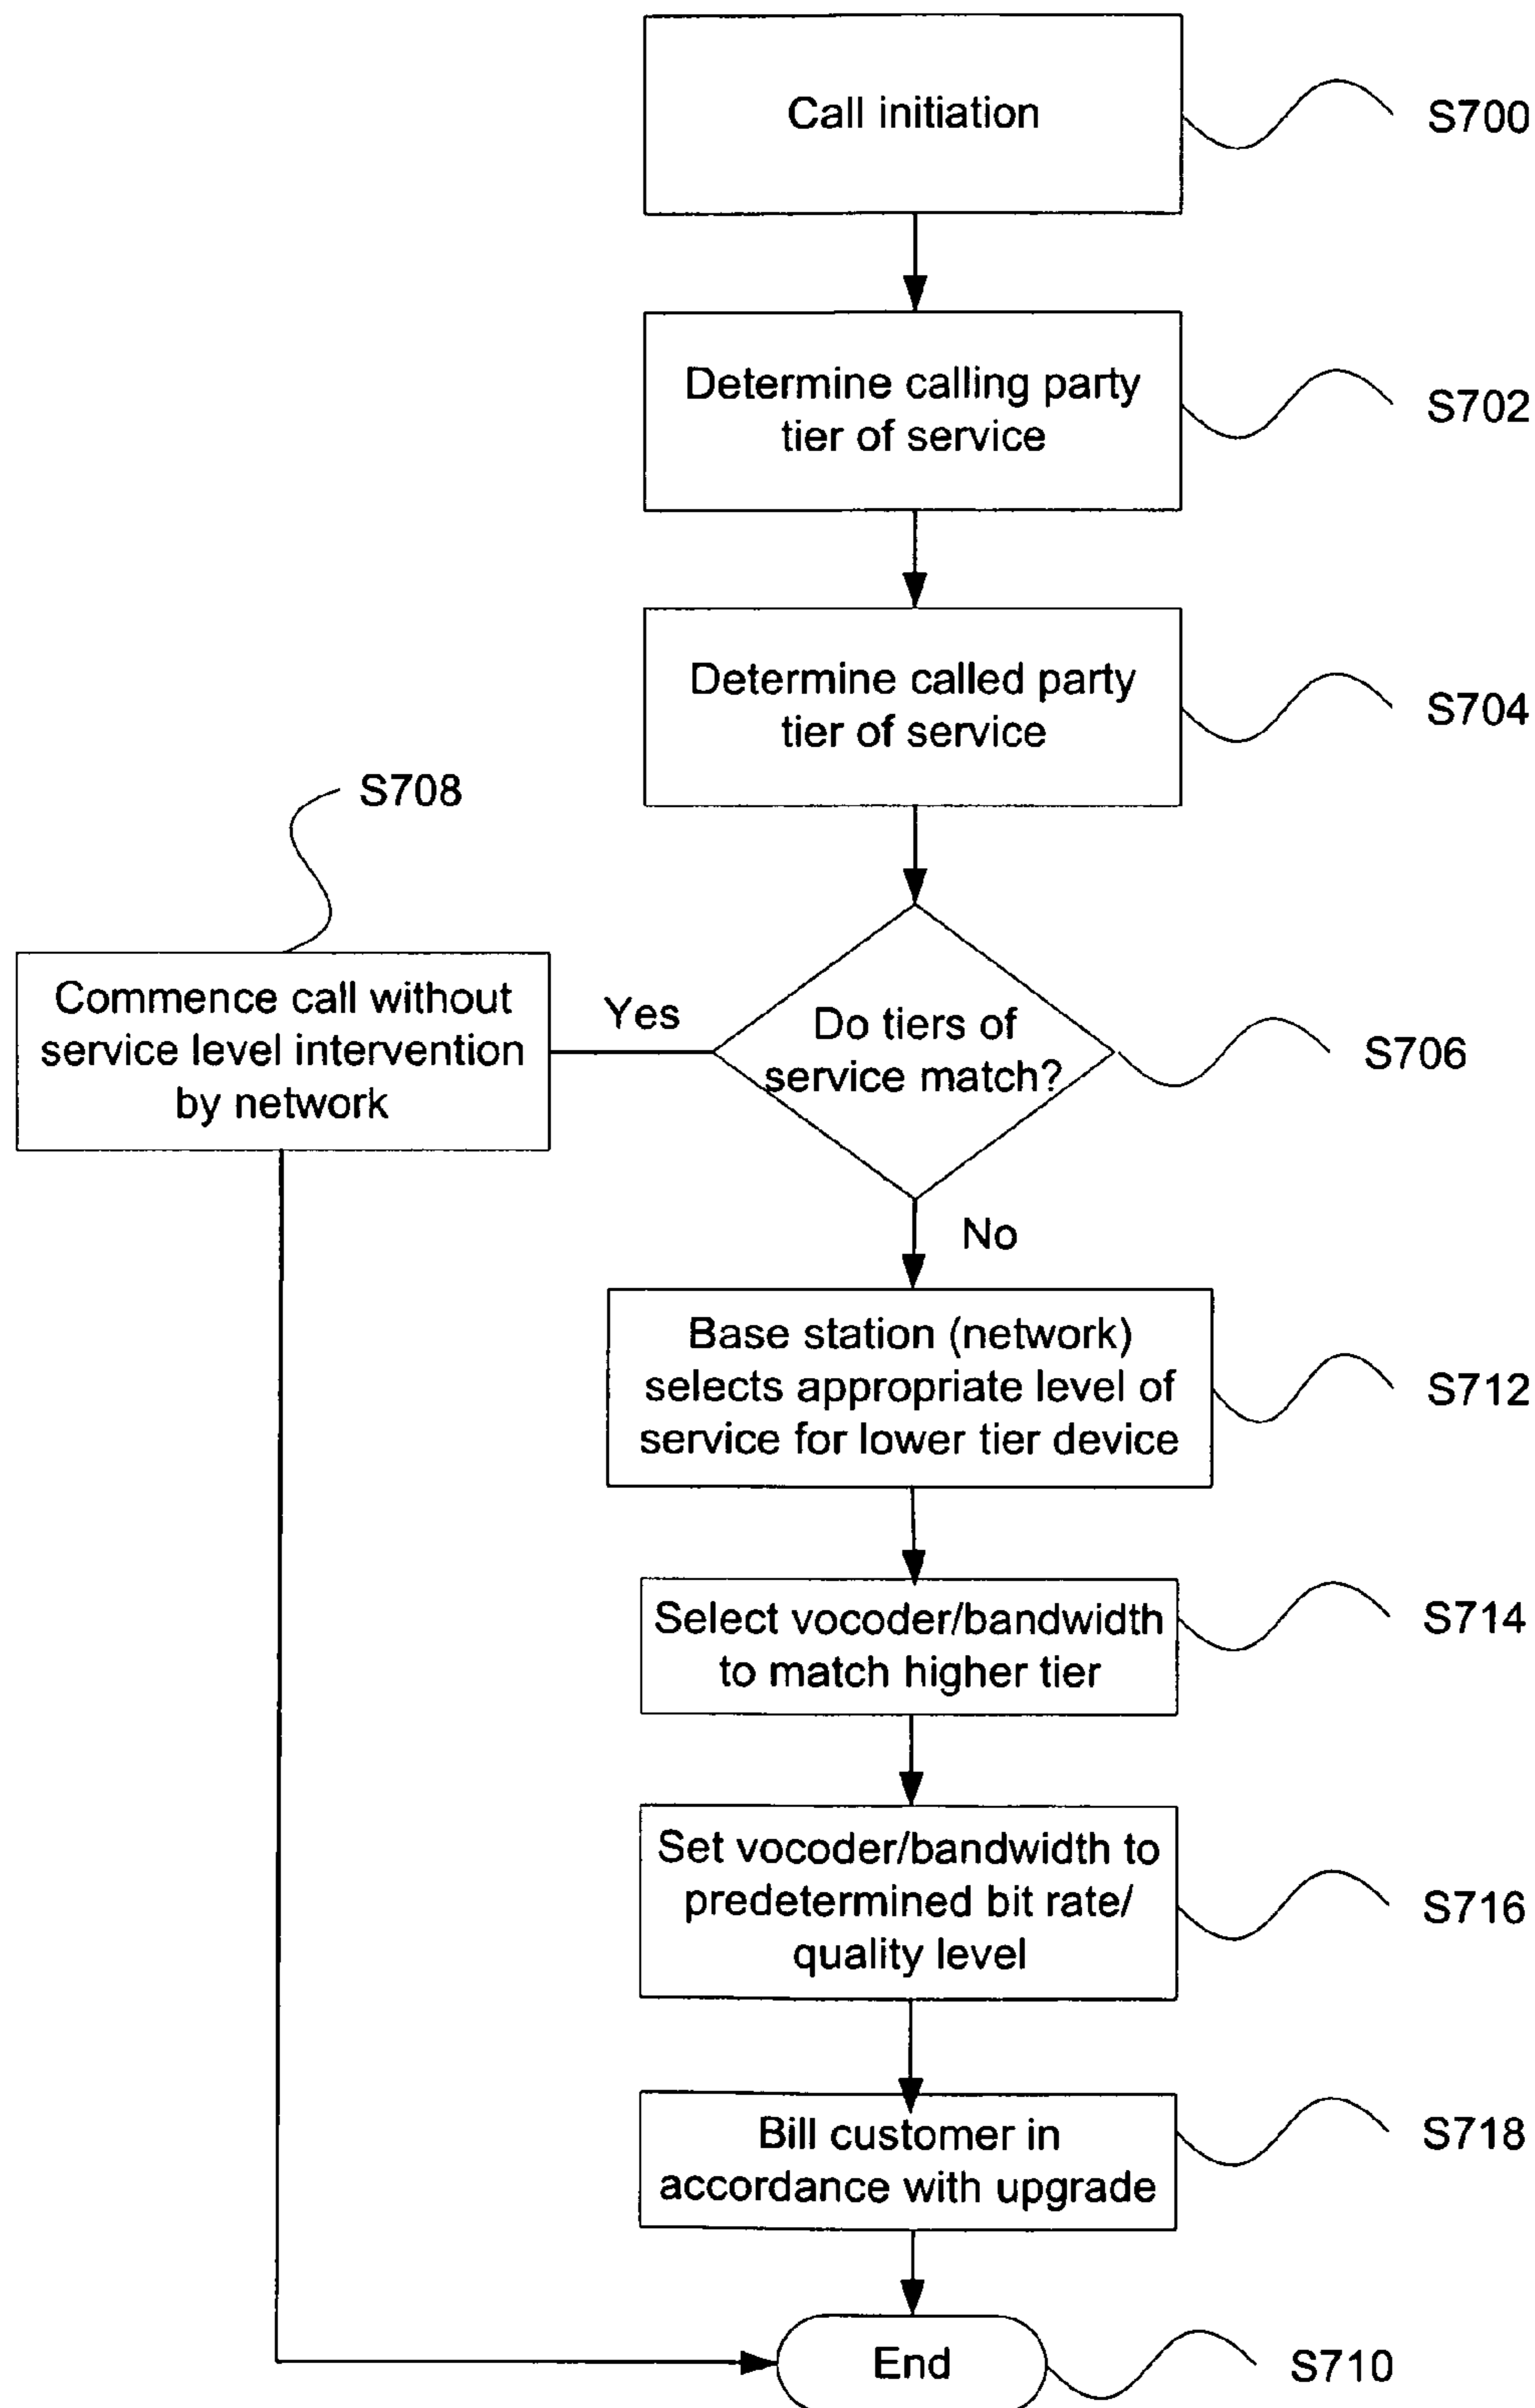 Call initiation
S700
Determine calling party
tier of service
S702
Determine called party
tier of service
S704
S708
Commence call without
service level intervention
by network
Yes
Do tiers of
service match?
S706
No
Base station (network)
selects appropriate level of
service for lower tier device
S712
Select vocoder/bandwidth
to match higher tier
S714
Set vocoder/bandwidth to
predetermined bit rate/
quality level
S716
Bill customer in
accordance with upgrade
S718
End
S710